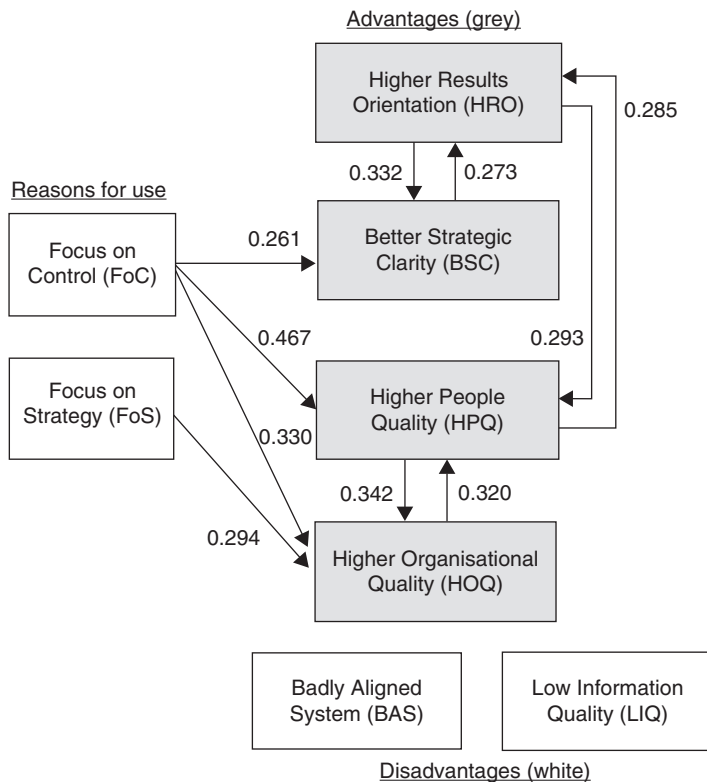 Advantages (grey)
Higher Results
Orientation (HRO)
0.285
0.332
0.273
Reasons for use
Focus on
Control (FoC)
0.261
Better Strategic
Clarity (BSC)
0.467
0.293
Focus on
Strategy (FoS)
Higher People
Quality (HPQ)
0.330
0.342
0.320
0.294
Higher Organisational
Quality (HOQ)
Badly Aligned
System (BAS)
Low Information
Quality (LIQ)
Disadvantages (white)